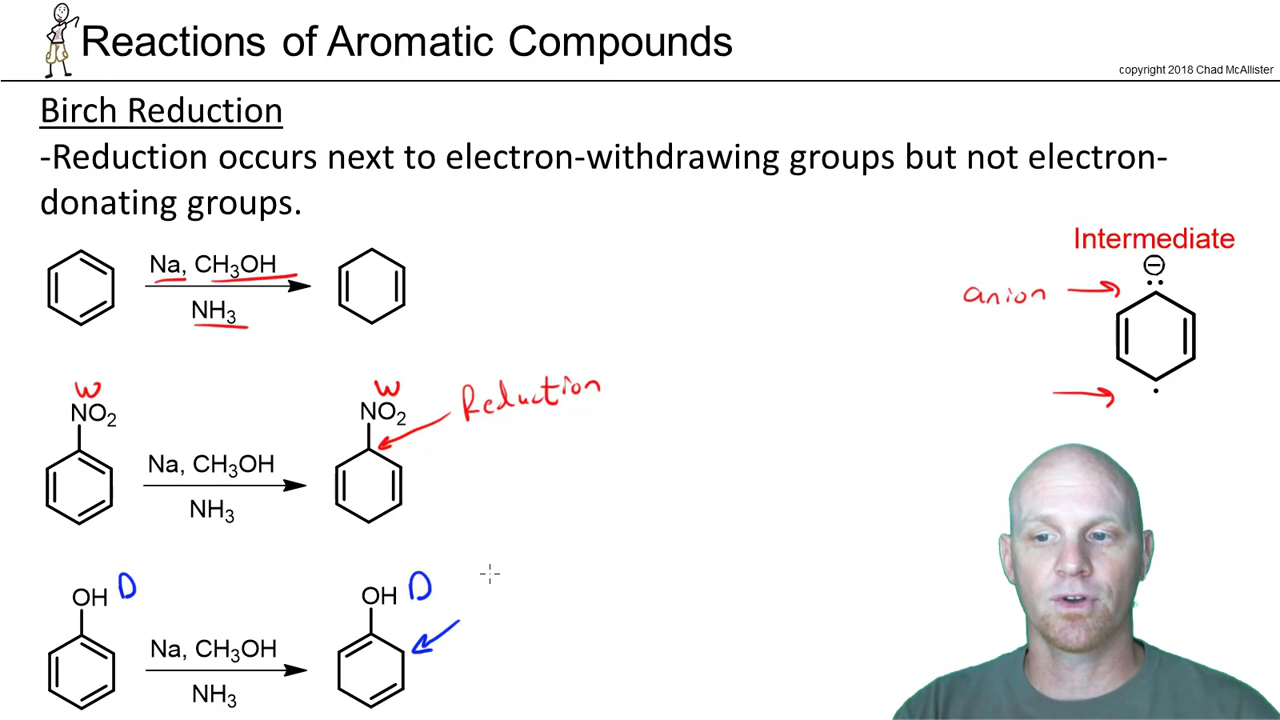 Reactions of Aromatic Compounds
copyright 2018 Chad McAllister
Birch Reduction
-Reduction occurs next to electron-withdrawing groups but not electron-
donating groups.
Na, CH3OH
NH3
Intermediate
anion
W
NO2
Na, CH3OH
NH3
W
NO2
Reduction
OH D
Na, CH3OH
NH3
OH D